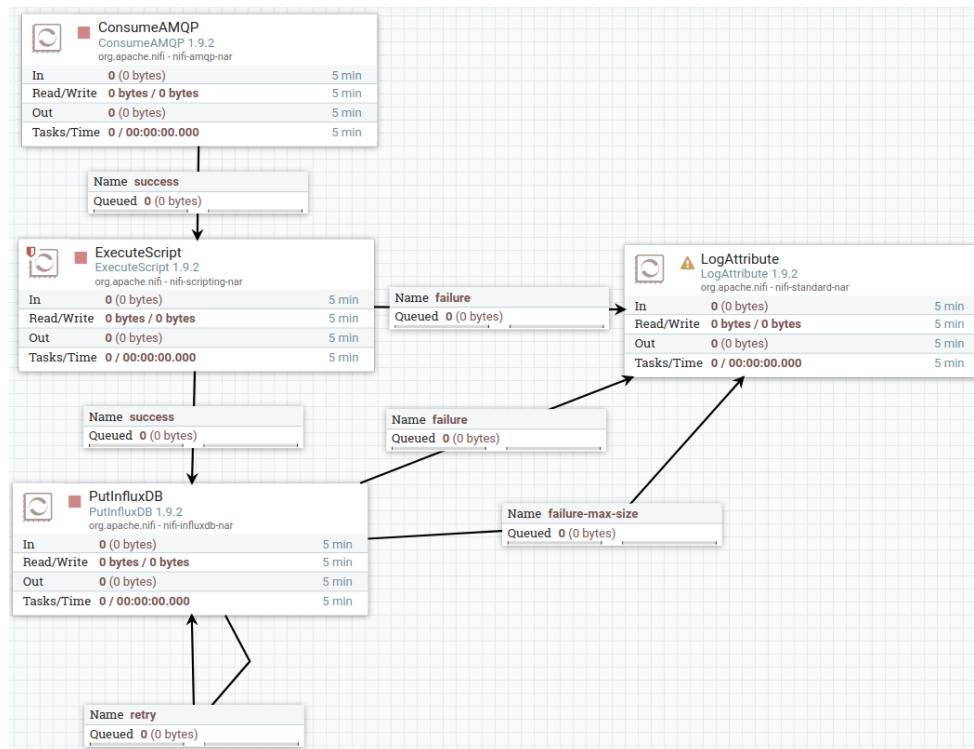 ConsumeAMQP
ConsumeAMQP 1.9.2
org.apache.nifi - nifi-amqp-nar
In 0 (0 bytes) 5 min
Read/Write 0 bytes / 0 bytes 5 min
Out 0 (0 bytes) 5 min
Tasks/Time 0 / 00:00:00.000 5 min
Name success
Queued 0 (0 bytes)
ExecuteScript
ExecuteScript 1.9.2
org.apache.nifi - nifi-scripting-nar
In 0 (0 bytes) 5 min
Read/Write 0 bytes / 0 bytes 5 min
Out 0 (0 bytes) 5 min
Tasks/Time 0 / 00:00:00.000 5 min
Name failure
Queued 0 (0 bytes)
LogAttribute
LogAttribute 1.9.2
org.apache.nifi - nifi-standard-nar
In 0 (0 bytes) 5 min
Read/Write 0 bytes / 0 bytes 5 min
Out 0 (0 bytes) 5 min
Tasks/Time 0 / 00:00:00.000 5 min
Name success
Queued 0 (0 bytes)
Name failure
Queued 0 (0 bytes)
PutInfluxDB
PutInfluxDB 1.9.2
org.apache.nifi - nifi-influxdb-nar
In 0 (0 bytes) 5 min
Read/Write 0 bytes / 0 bytes 5 min
Out 0 (0 bytes) 5 min
Tasks/Time 0 / 00:00:00.000 5 min
Name failure-max-size
Queued 0 (0 bytes)
Name retry
Queued 0 (0 bytes)